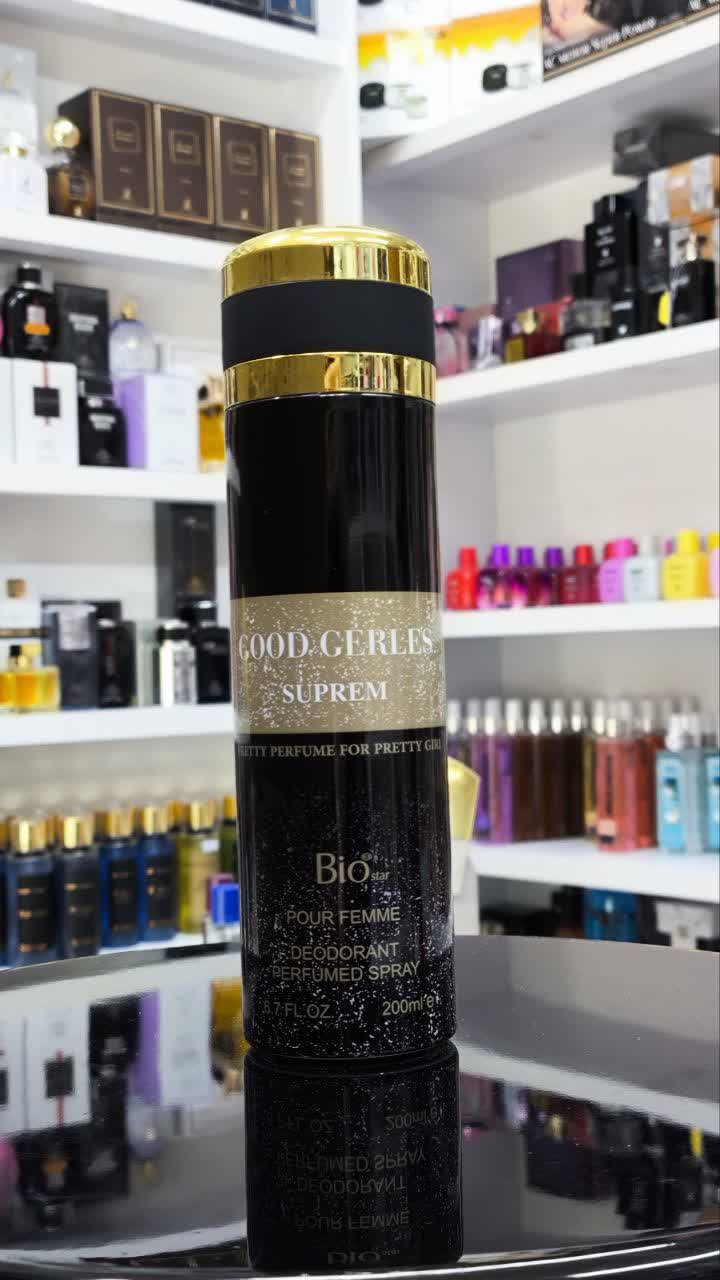 GOOD GERLES
SUPREM
PRETTY PERFUME FOR PRETTY GIRL
Bio star
POUR FEMME
DEODORANT
PERFUMED SPRAY
6.7 FL.OZ.
200ml e